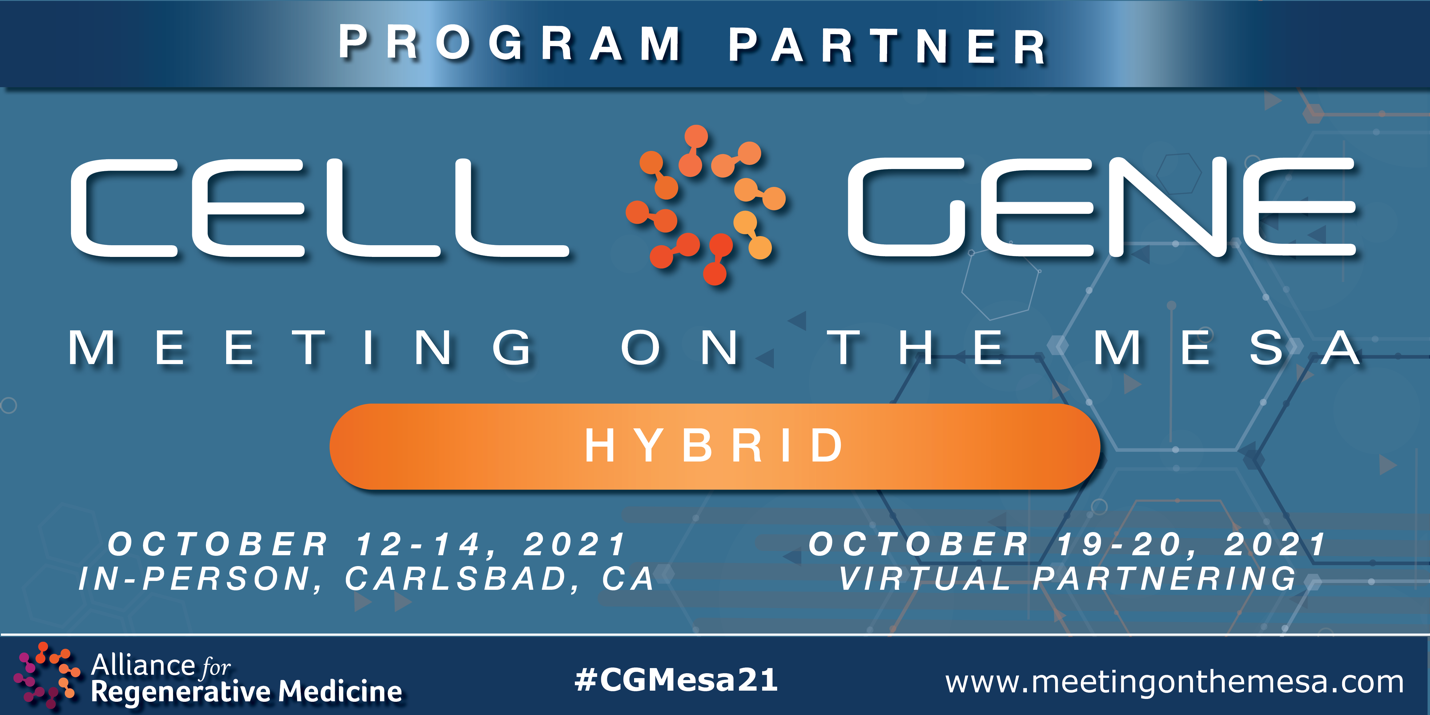 PROGRAM PARTNER
CELL GENE
MEETING ON THE MESA
HYBRID
OCTOBER 12-14, 2021
IN-PERSON, CARLSBAD, CA
OCTOBER 19-20, 2021
VIRTUAL PARTNERING
Alliance for
Regenerative Medicine
#CGMesa21
www.meetingonthemesa.com